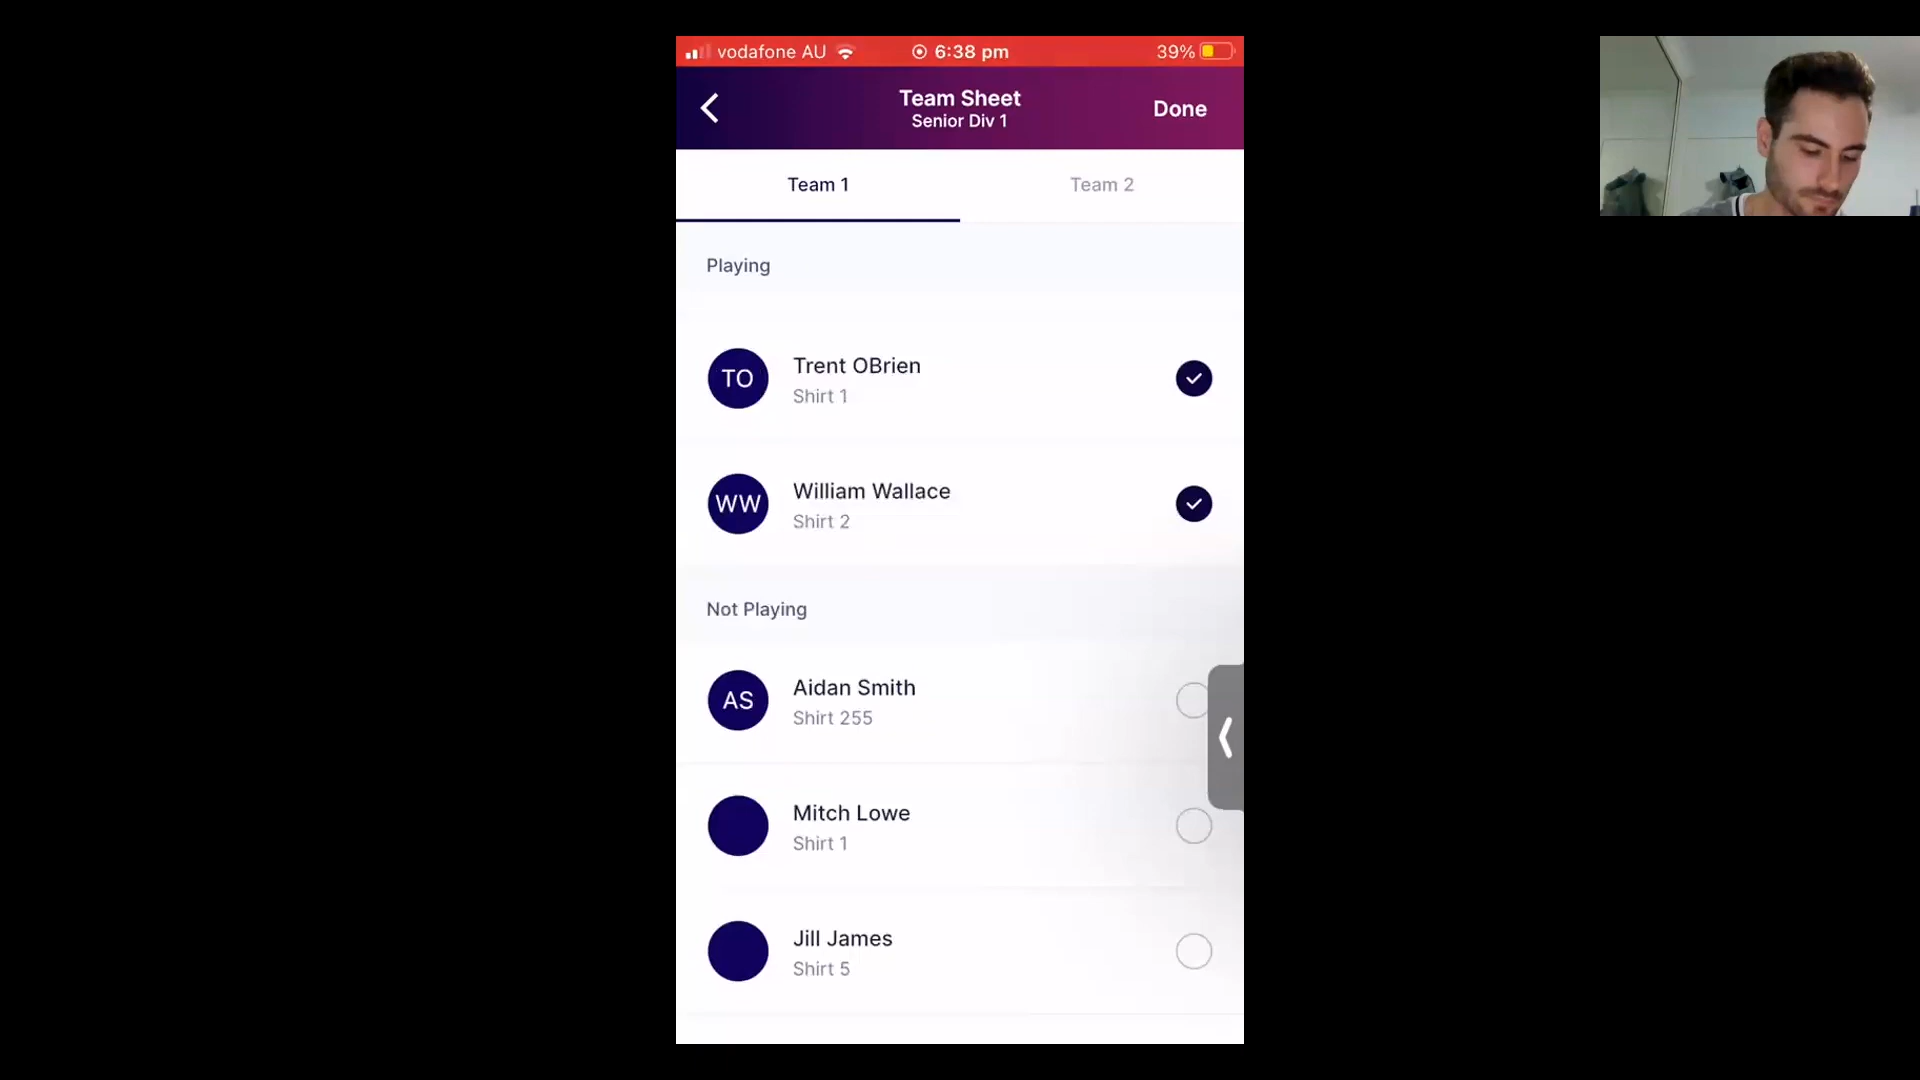 vodafone AU
6:38 pm
39%
Team Sheet
Senior Div 1
Done
Team 1
Team 2
Playing
TO
Trent OBrien
Shirt 1
WW
William Wallace
Shirt 2
Not Playing
AS
Aidan Smith
Shirt 255
Mitch Lowe
Shirt 1
Jill James
Shirt 5